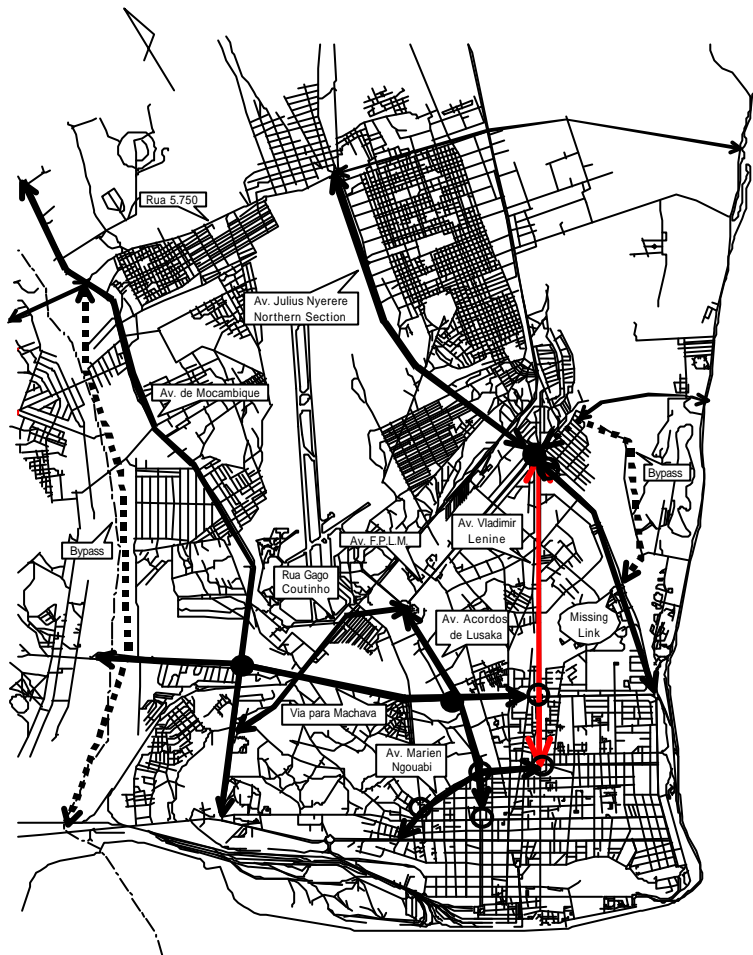 Rua 5.750
Av. Julius Nyerere
Northern Section
Av. de Mocambique
Bypass
Av. Vladimir
Lenine
Av. F.P.L.M.
Bypass
Rua Gago
Coutinho
Av. Acordos
de Lusaka
Missing
Link
Via para Machava
Av. Marien
Ngouabi